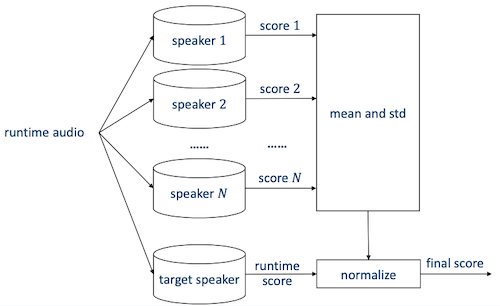 speaker 1
score 1
speaker 2
score 2
mean and std
runtime audio
......
......
speaker N
score N
target speaker
runtime
score
normalize
final score